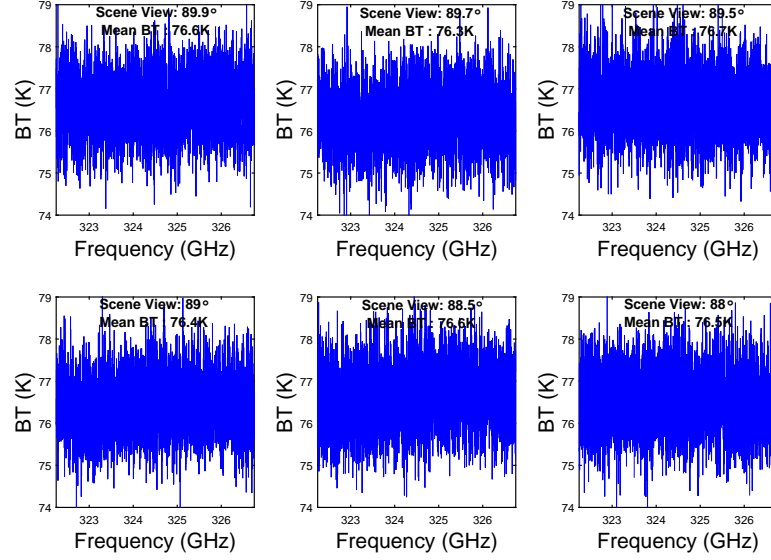 Scene View: 89.9°
Mean BT : 76.6K
79
78
77
76
75
74
BT (K)
323 324 325 326
Frequency (GHz)
Scene View: 89.7°
Mean BT : 76.3K
79
78
77
76
75
74
BT (K)
323 324 325 326
Frequency (GHz)
Scene View: 89.5°
Mean BT : 76.7K
79
78
77
76
75
74
BT (K)
323 324 325 326
Frequency (GHz)
Scene View: 89°
Mean BT : 76.4K
79
78
77
76
75
74
BT (K)
323 324 325 326
Frequency (GHz)
Scene View: 88.5°
Mean BT : 76.6K
79
78
77
76
75
74
BT (K)
323 324 325 326
Frequency (GHz)
Scene View: 88°
Mean BT : 76.5K
79
78
77
76
75
74
BT (K)
323 324 325 326
Frequency (GHz)